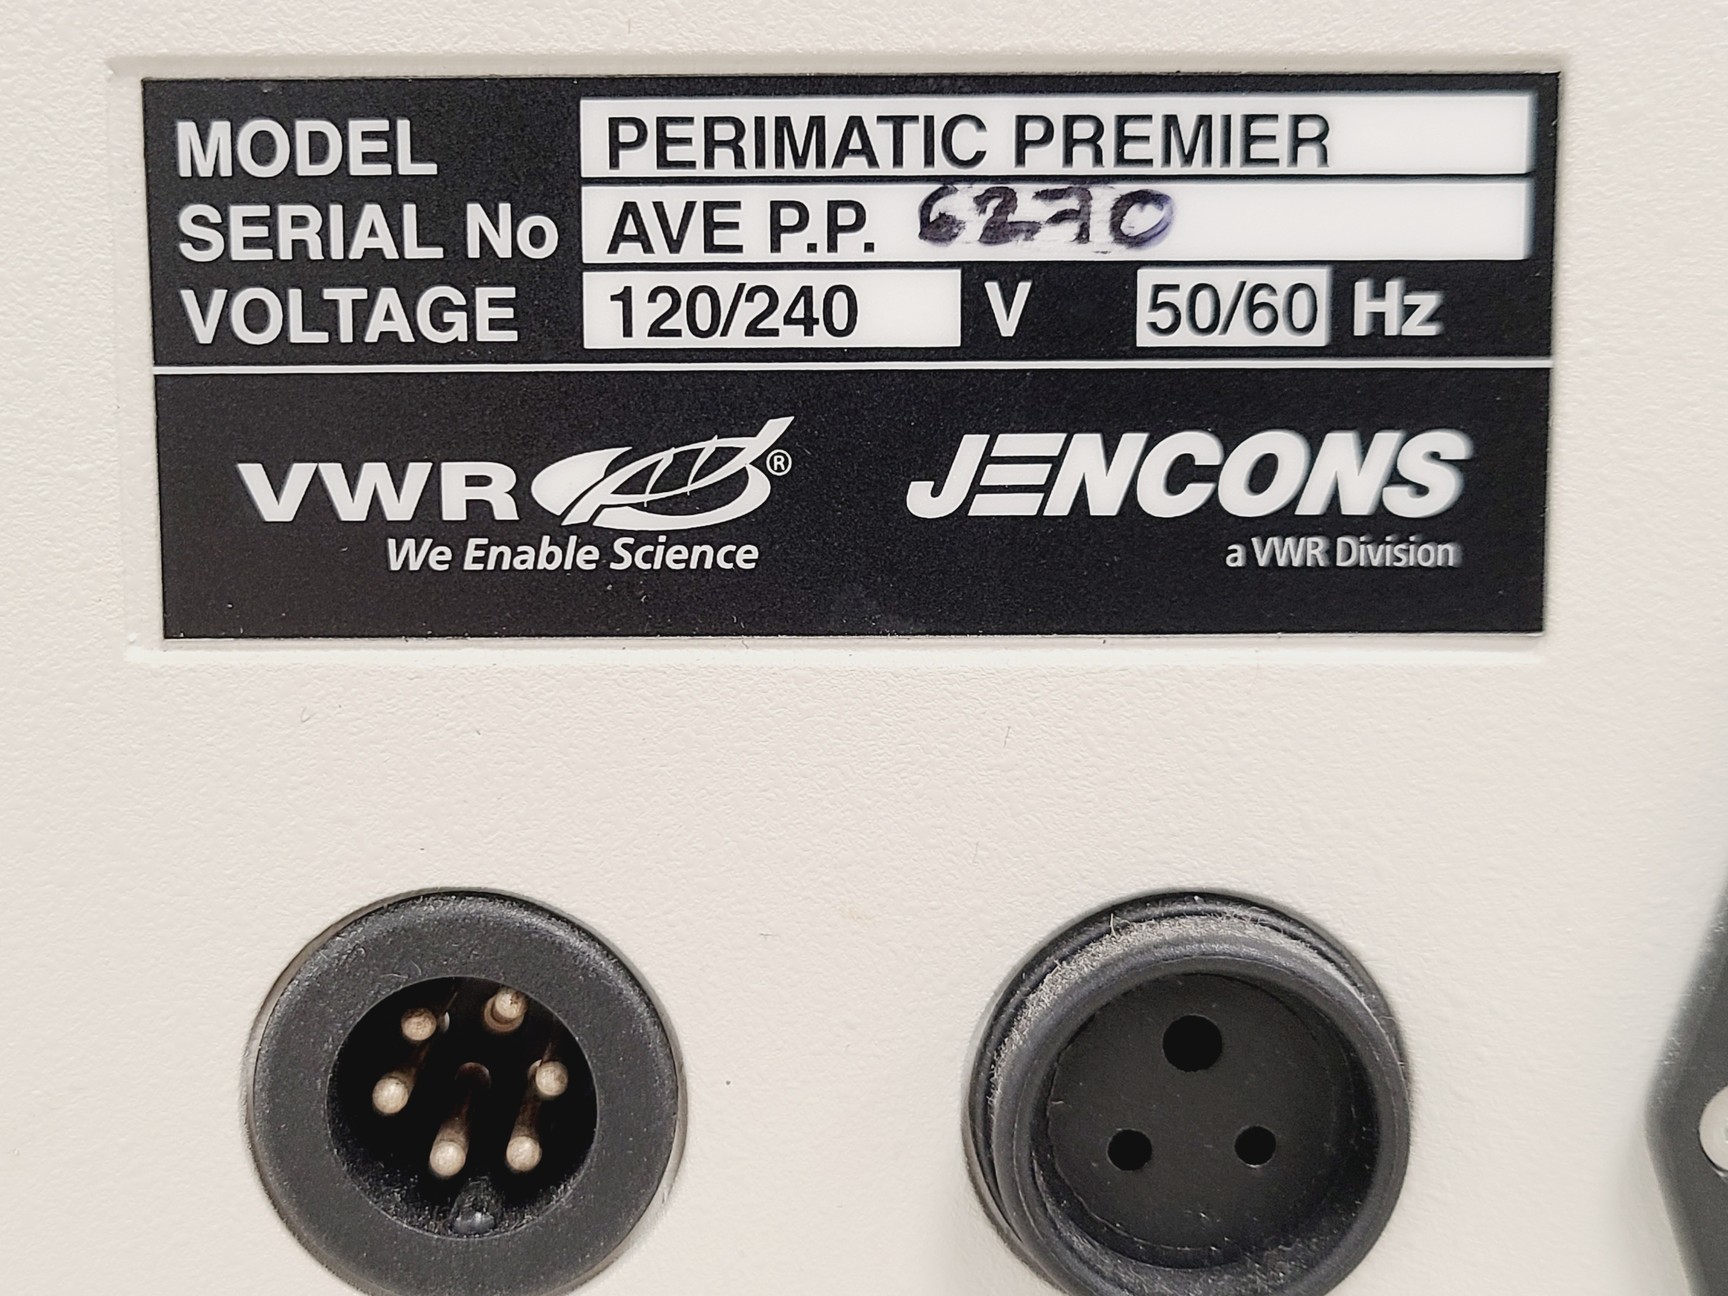 MODEL PERIMATIC PREMIER
SERIAL No AVE P.P. 6270
VOLTAGE 120/240 V 50/60 Hz
VWR ® JENCONS
We Enable Science a VWR Division